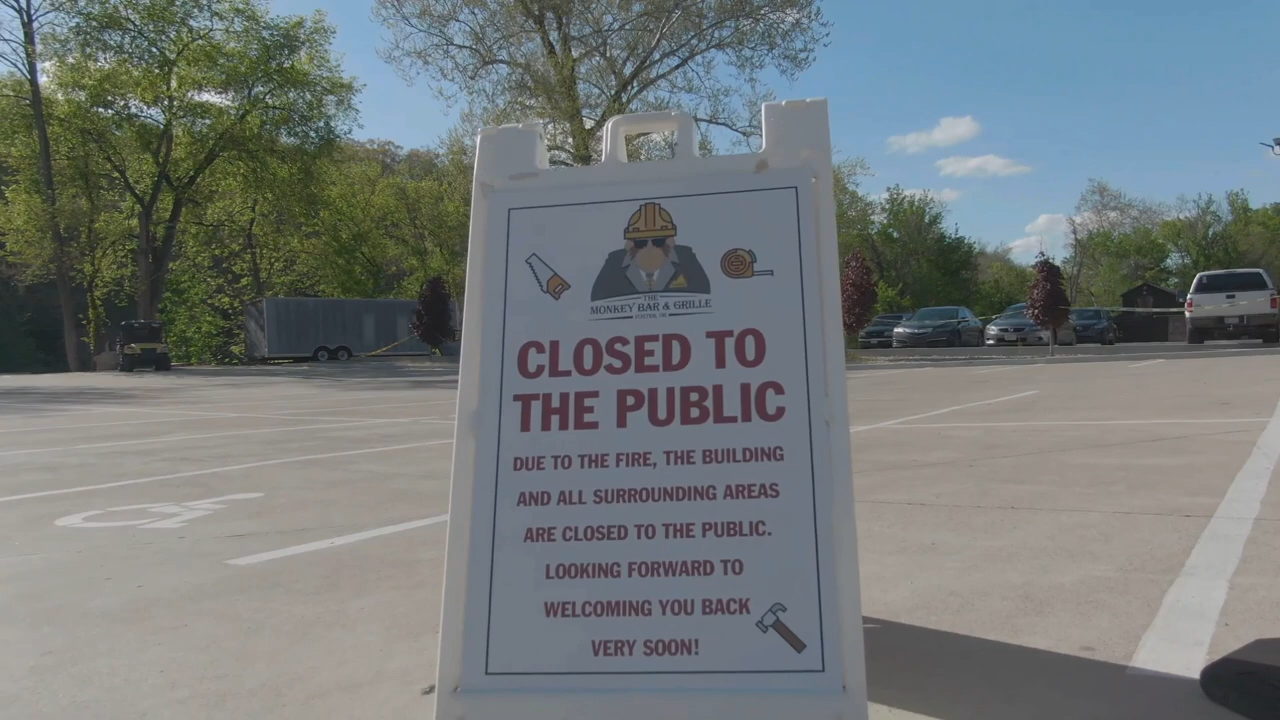 THE
MONKEY BAR & GRILLE
CLOSED TO
THE PUBLIC
DUE TO THE FIRE, THE BUILDING
AND ALL SURROUNDING AREAS
ARE CLOSED TO THE PUBLIC.
LOOKING FORWARD TO
WELCOMING YOU BACK
VERY SOON!